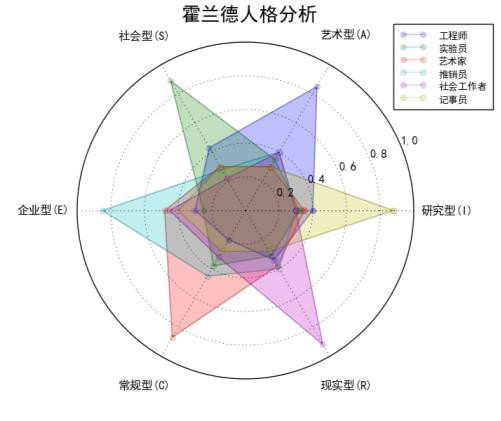 霍兰德人格分析
社会型(S)
艺术型(A)
工程师
实验员
艺术家
推销员
社会工作者
记事员
1.0
0.8
0.6
0.4
0.2
企业型(E)
研究型(I)
常规型(C)
现实型(R)